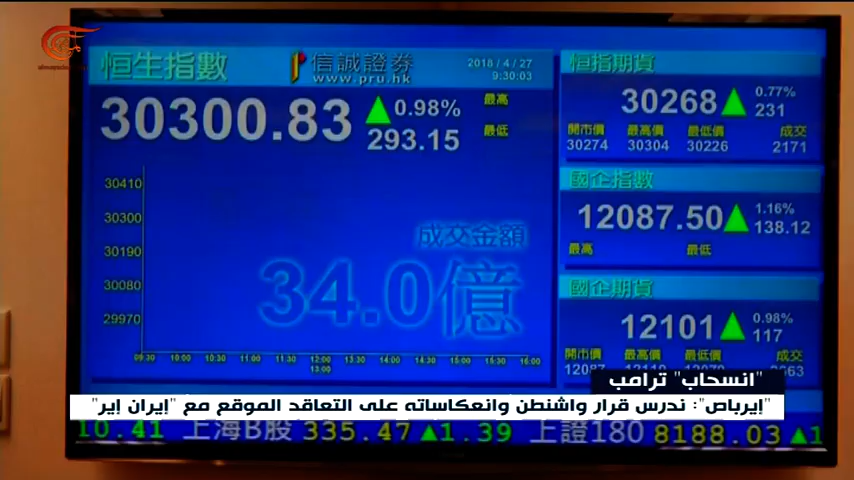 恒生指數
信誠證券
www.pru.hk
2018 / 4 / 27
9:30:03
30300.83
0.98%
293.15
最高
最低
30410
30300
30190
30080
29970
成交金額
34.0億
09:30 10:00 10:30 11:00 11:30 12:00 13:30 14:00 14:30 15:00 15:30 16:00
13:00
恒指期貨
30268
0.77%
231
開市價 最高價 最低價 成交
30274 30304 30226 2171
國企指數
12087.50
1.16%
138.12
最高 最低
國企期貨
12101
0.98%
117
開市價 最高價 最低價 成交
"انسحاب" ترامب
"إيرباص": ندرس قرار واشنطن وانعكاساته على التعاقد الموقع مع "إيران إير"
10.41 上海B股 335.47 ▲1.39 上證180 8188.03 ▲1